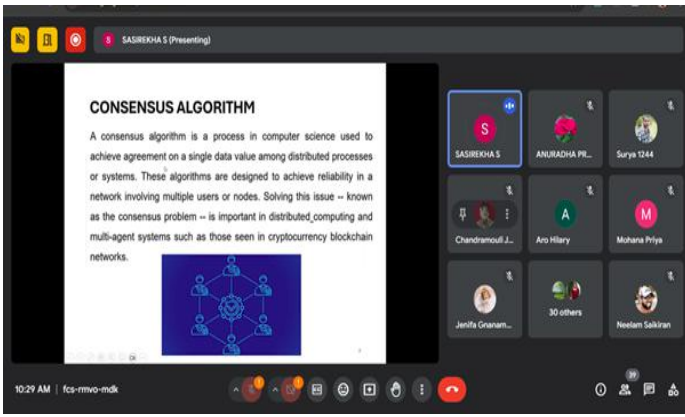 S SASIREKHA S (Presenting)
CONSENSUS ALGORITHM
A consensus algorithm is a process in computer science used to
achieve agreement on a single data value among distributed processes
or systems. These algorithms are designed to achieve reliability in a
network involving multiple users or nodes. Solving this issue -- known
as the consensus problem -- is important in distributed computing and
multi-agent systems such as those seen in cryptocurrency blockchain
networks.
S
SASIREKHA S
ANURADHA PR...
Surya 1244
Chandramouli J...
A
Aro Hilary
M
Mohana Priya
Jenifa Gnanam...
30 others
Neelam Saikiran
10:29 AM | fcs-rmvo-mdk
39